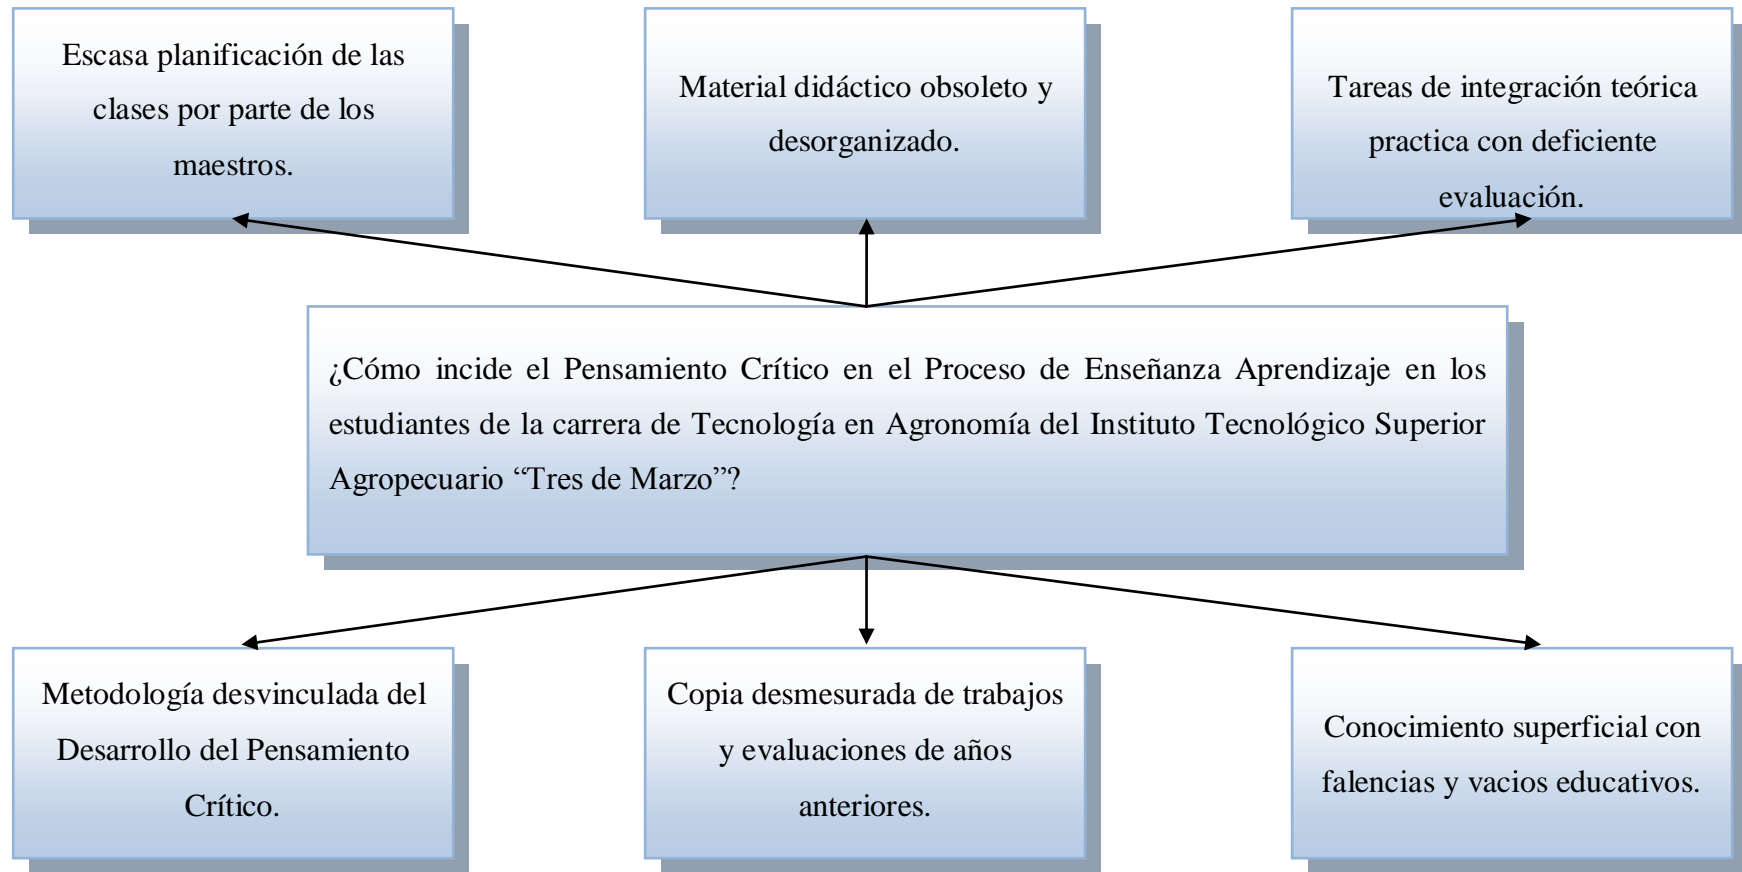 Escasa planificación de las
clases por parte de los
maestros.
Material didáctico obsoleto y
desorganizado.
Tareas de integración teórica
practica con deficiente
evaluación.
¿Cómo incide el Pensamiento Crítico en el Proceso de Enseñanza Aprendizaje en los
estudiantes de la carrera de Tecnología en Agronomía del Instituto Tecnológico Superior
Agropecuario “Tres de Marzo”?
Metodología desvinculada del
Desarrollo del Pensamiento
Crítico.
Copia desmesurada de trabajos
y evaluaciones de años
anteriores.
Conocimiento superficial con
falencias y vacios educativos.